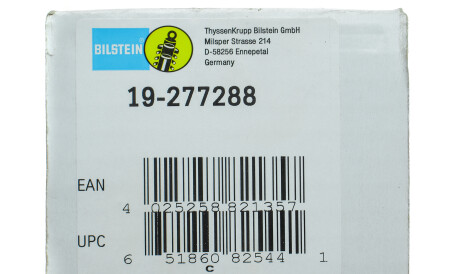 BILSTEIN
ThyssenKrupp Bilstein GmbH
Milsper Strasse 214
D-58256 Ennepetal
Germany
19-277288
EAN
4 025258 821357
UPC
6 51860 82544 1
C